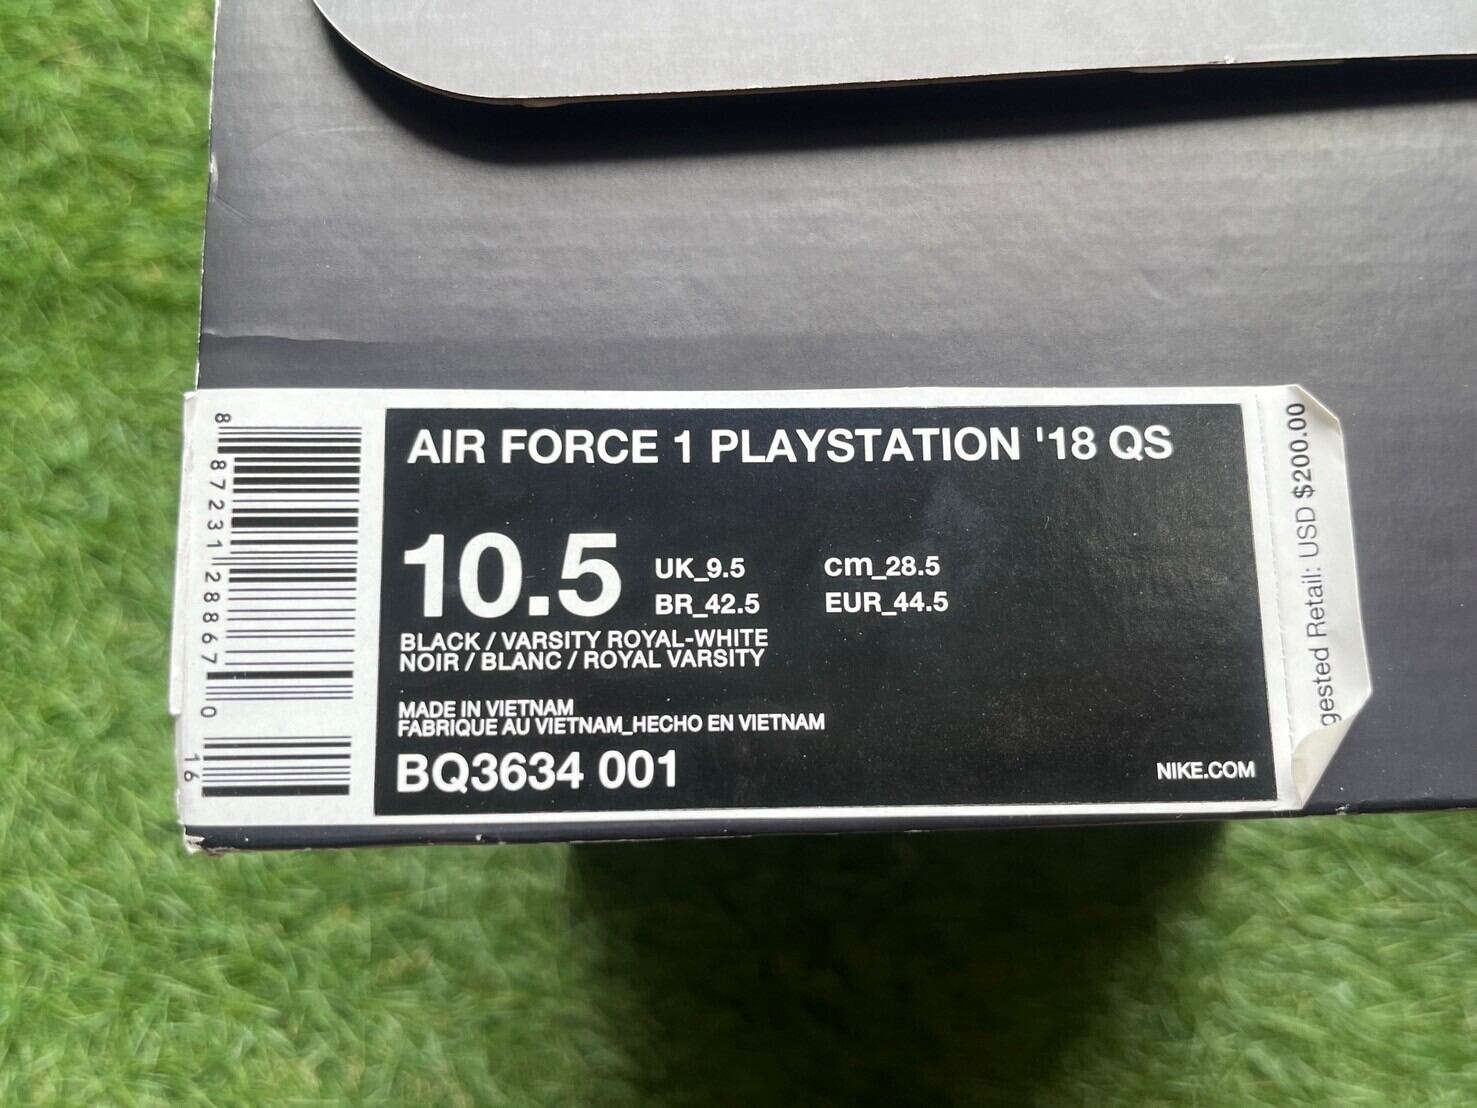 AIR FORCE 1 PLAYSTATION '18 QS
10.5
UK_9.5 cm_28.5
BR_42.5 EUR_44.5
BLACK / VARSITY ROYAL-WHITE
NOIR / BLANC / ROYAL VARSITY
MADE IN VIETNAM
FABRIQUE AU VIETNAM_HECHO EN VIETNAM
BQ3634 001
NIKE.COM
8 87231 28867 0
16
gested Retail: USD $200.00